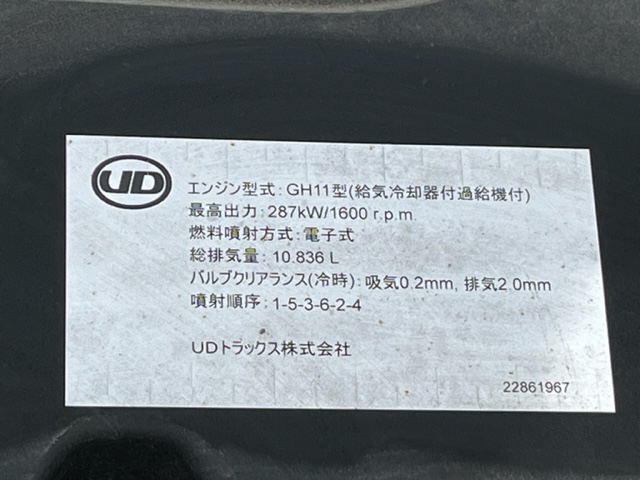 UD
エンジン型式:GH11型(給気冷却器付過給機付)
最高出力:287kW/1600 r.p.m.
燃料噴射方式:電子式
総排気量:10.836 L
バルブクリアランス(冷時):吸気0.2mm, 排気2.0mm
噴射順序:1-5-3-6-2-4
UDトラックス株式会社
22861967